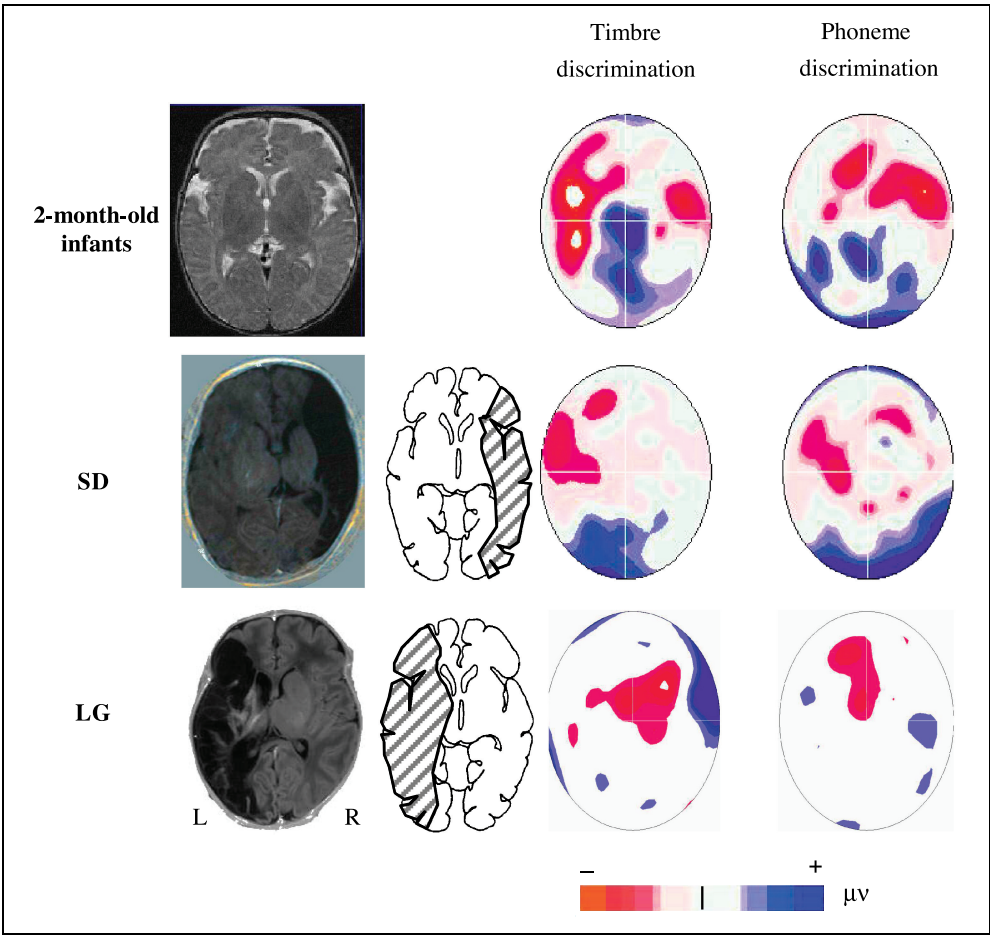 Timbre
discrimination
Phoneme
discrimination
2-month-old
infants
SD
LG
L
R
–
+
μν